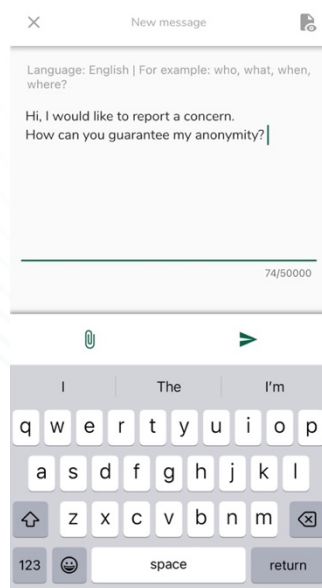 New message
Language: English | For example: who, what, when,
where?
Hi, I would like to report a concern.
How can you guarantee my anonymity?
74/50000
I The I'm
q w e r t y u i o p
a s d f g h j k l
z x c v b n m
123 space return